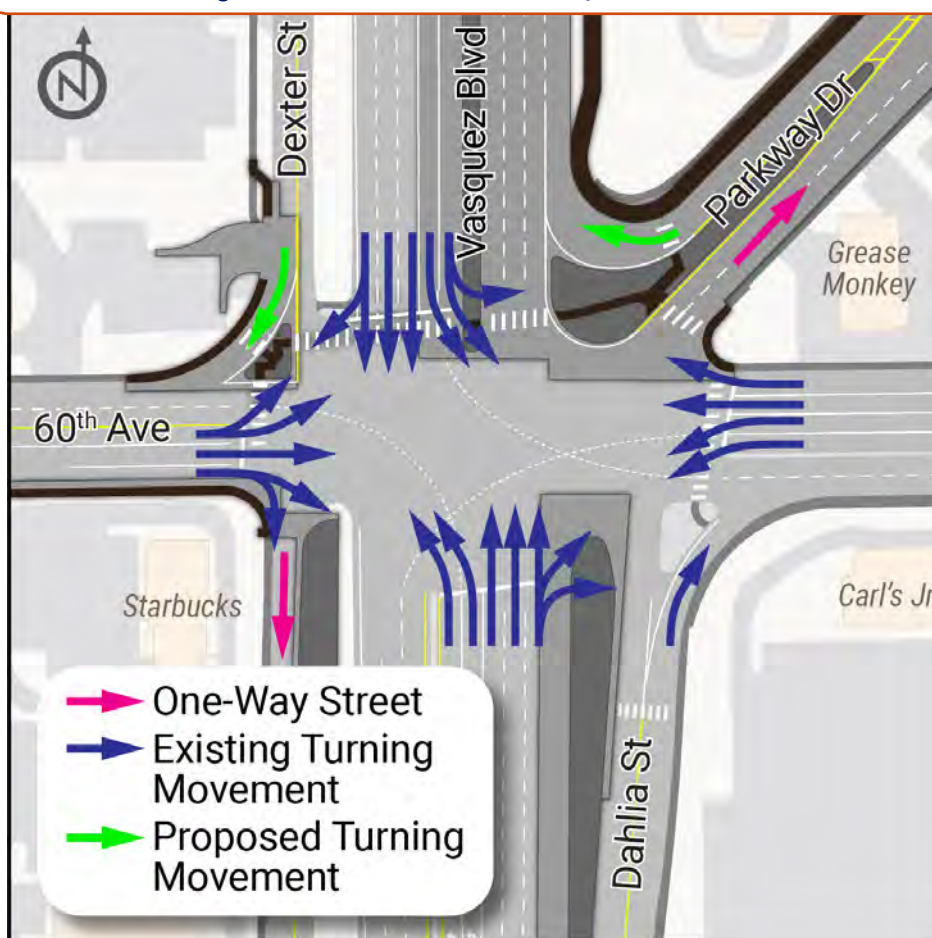 N
Dexter St
Vasquez Blvd
Parkway Dr
Grease
Monkey
60th Ave
Starbucks
Carl's Jr
One-Way Street
Existing Turning
Movement
Proposed Turning
Movement
Dahlia St